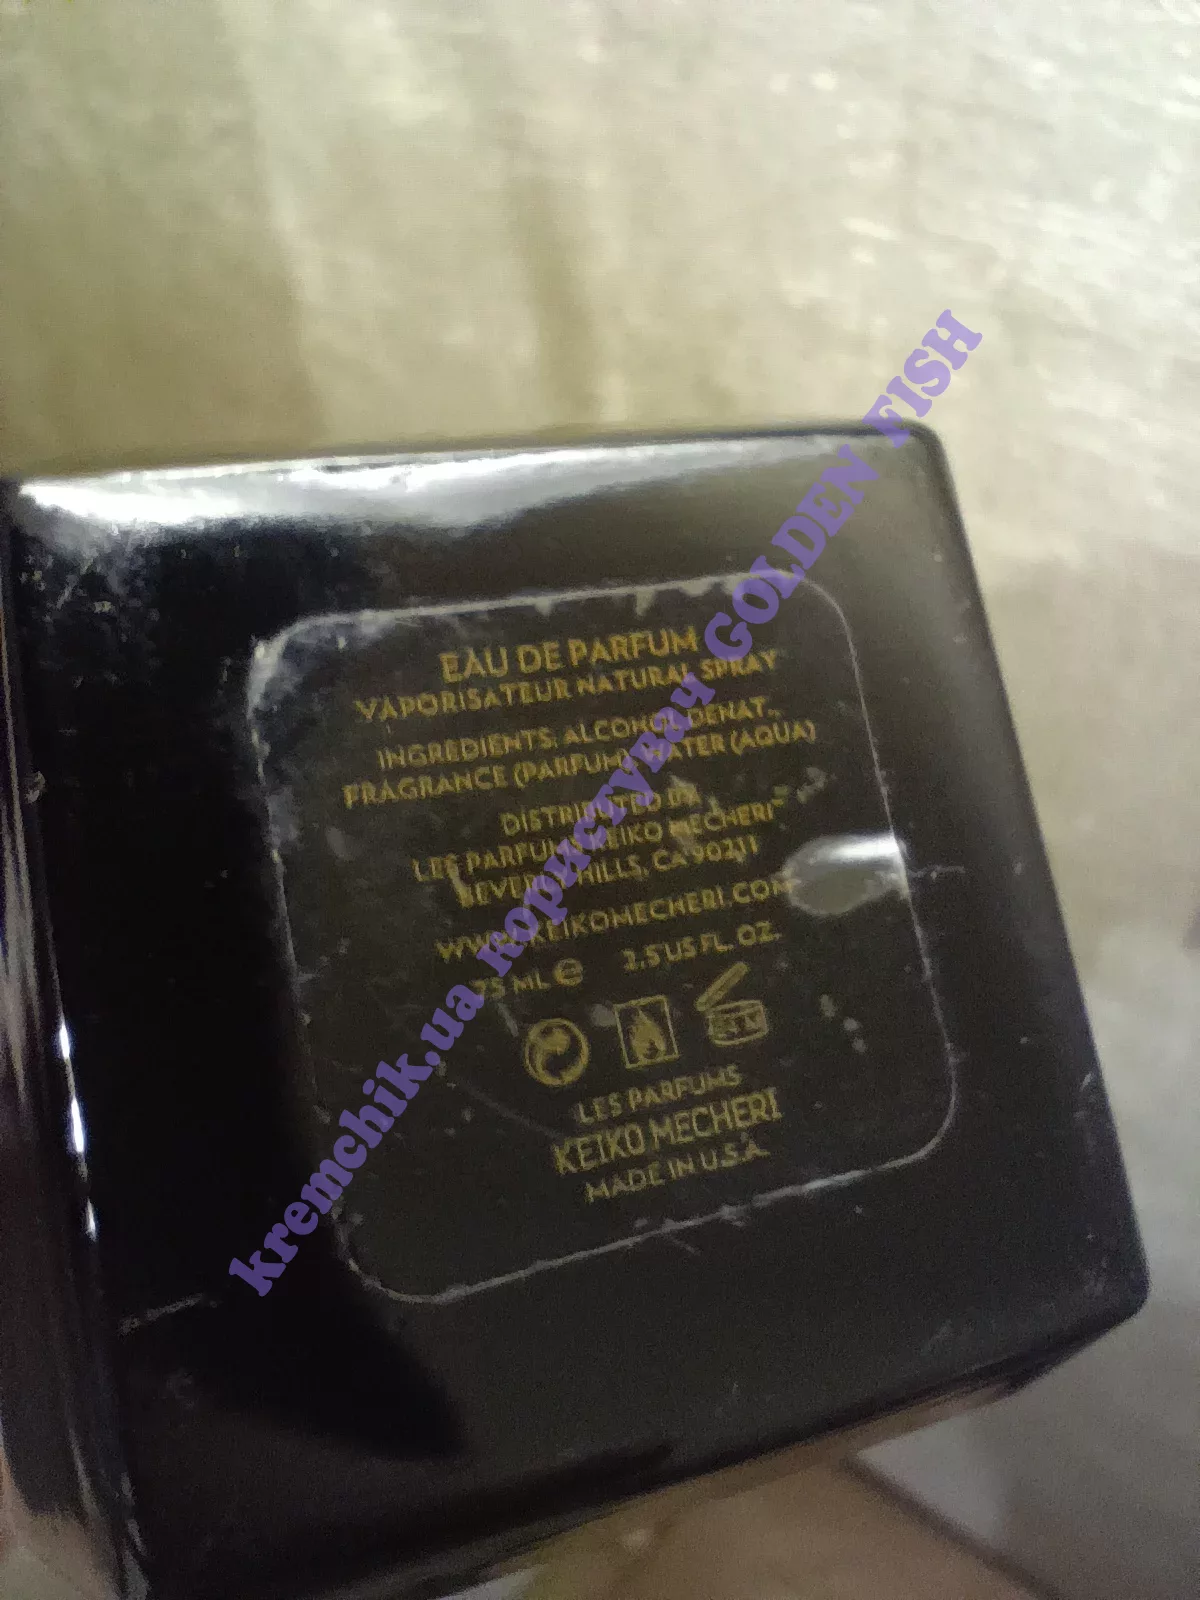 EAU DE PARFUM
VAPORISATEUR NATURAL SPRAY
INGREDIENTS: ALCOHOL DENAT.,
FRAGRANCE (PARFUM), WATER (AQUA)
DISTRIBUTED BY
LES PARFUMS KEIKO MECHERI
BEVERLY HILLS, CA 90211
WWW.KEIKOMECHERI.COM
75 ML e 2.5 US FL. OZ.
LES PARFUMS
KEIKO MECHERI
MADE IN U.S.A.
kremchik.ua користувач GOLDEN FISH